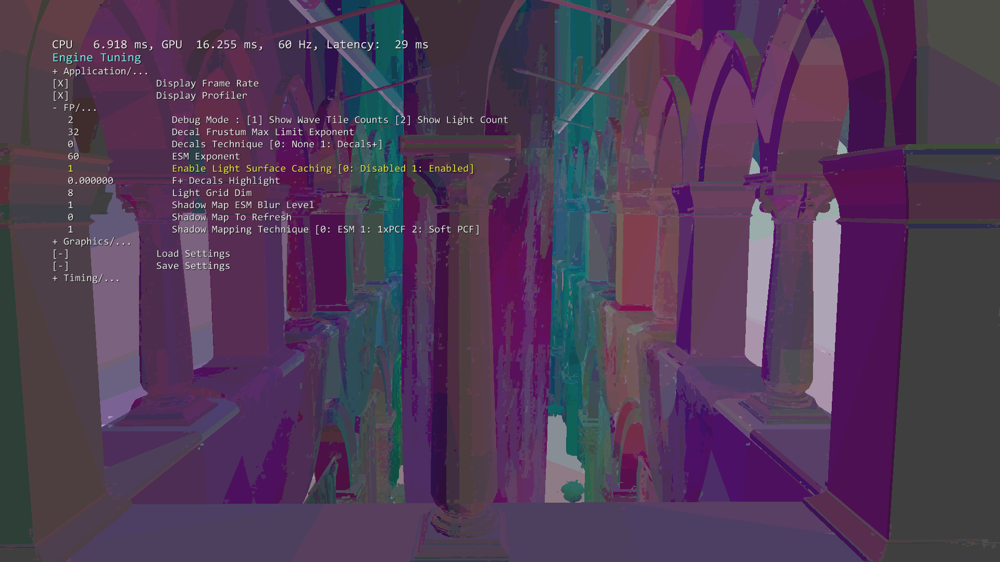 CPU 6.918 ms, GPU 16.255 ms, 60 Hz, Latency: 29 ms
Engine Tuning
+ Application/...
[X] Display Frame Rate
[X] Display Profiler
- FP/...
2 Debug Mode : [1] Show Wave Tile Counts [2] Show Light Count
32 Decal Frustum Max Limit Exponent
0 Decals Technique [0: None 1: Decals+]
60 ESM Exponent
1 Enable Light Surface Caching [0: Disabled 1: Enabled]
0.000000 F+ Decals Highlight
8 Light Grid Dim
1 Shadow Map ESM Blur Level
0 Shadow Map To Refresh
1 Shadow Mapping Technique [0: ESM 1: 1xPCF 2: Soft PCF]
+ Graphics/...
[-] Load Settings
[-] Save Settings
+ Timing/...